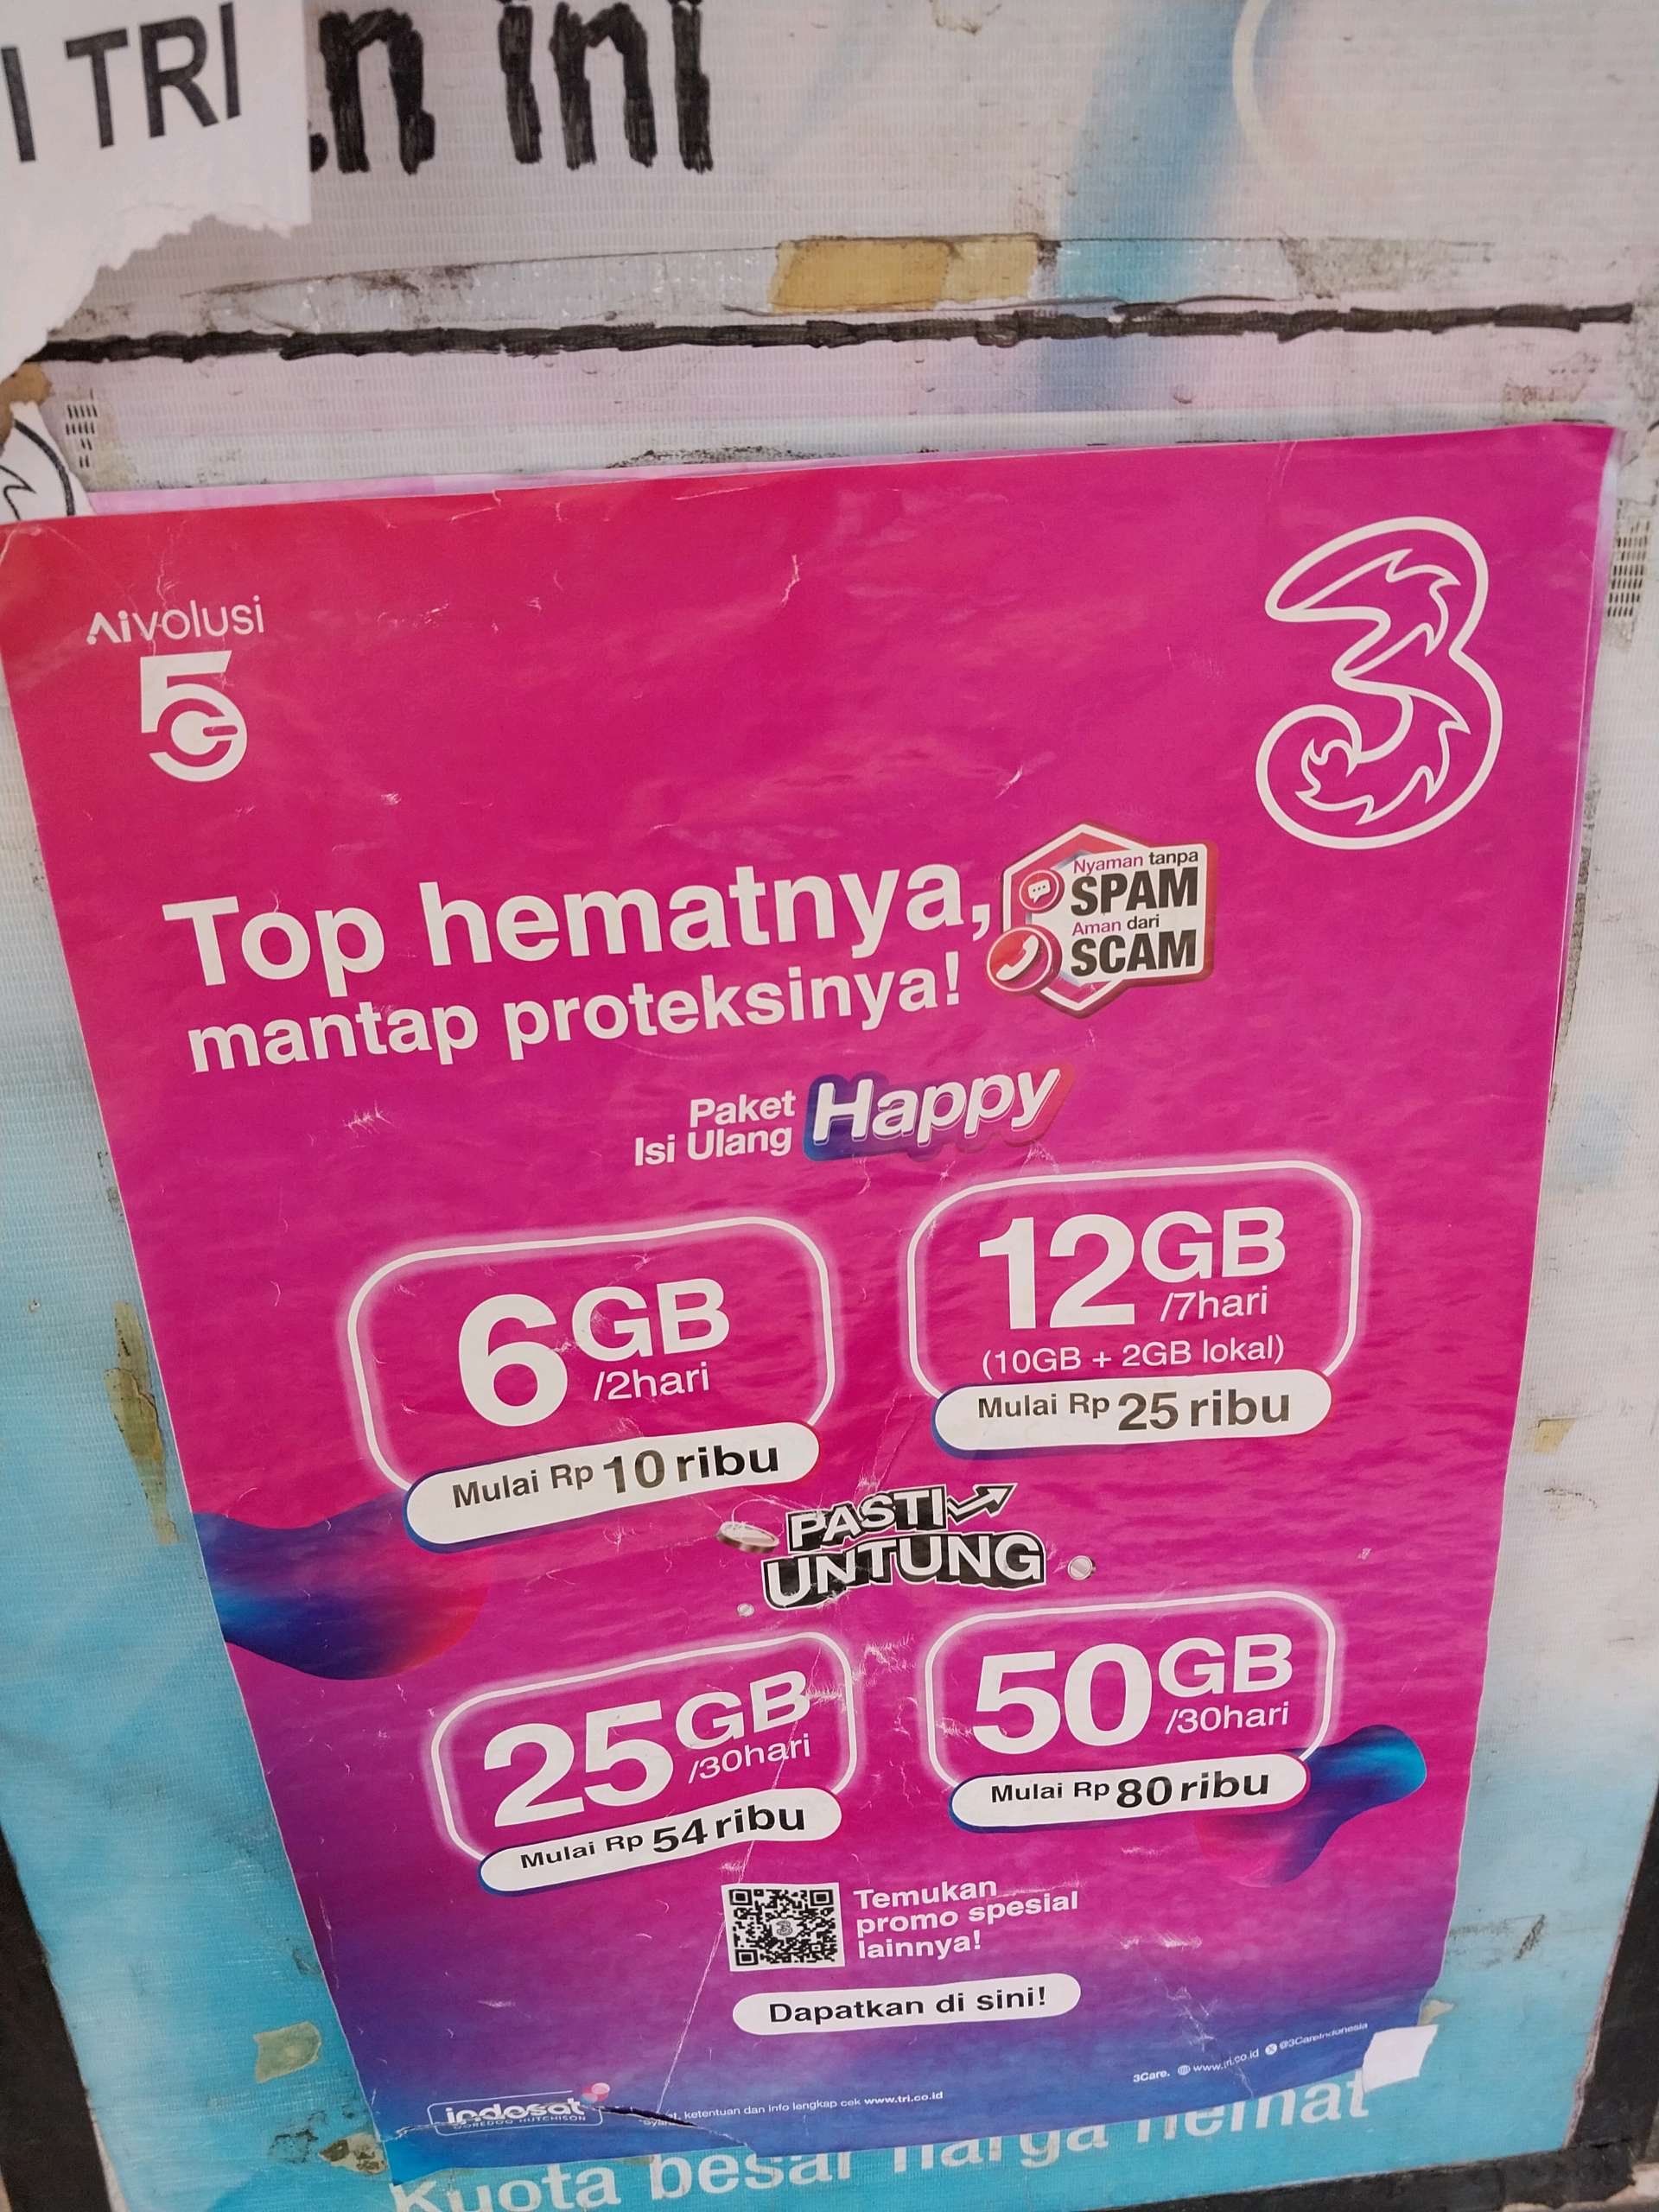 I TRI
n ini
Aivolusi
5G
3
Top hematnya,
mantap proteksinya!
Nyaman tanpa
SPAM
Aman dari
SCAM
Paket
Isi Ulang
Happy
6GB
/2hari
Mulai Rp 10 ribu
12GB
/7hari
(10GB + 2GB lokal)
Mulai Rp 25 ribu
PASTI
UNTUNG
25GB
/30hari
Mulai Rp 54 ribu
50GB
/30hari
Mulai Rp 80 ribu
Temukan
promo spesial
lainnya!
Dapatkan di sini!
3Care. www.tri.co.id @3CareIndonesia
indosat
OOREDOO HUTCHISON
ketentuan dan info lengkap cek www.tri.co.id
Kuota besar harga hemat